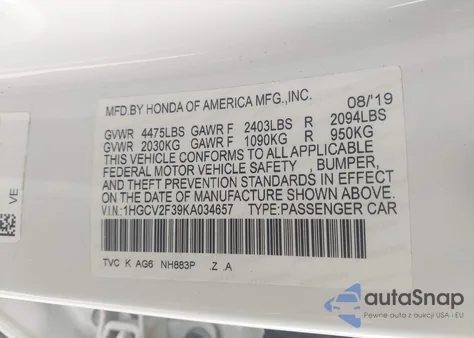 MFD.BY HONDA OF AMERICA MFG.,INC. 08/'19
GVWR 4475LBS GAWR F 2403LBS R 2094LBS
GVWR 2030KG GAWR F 1090KG R 950KG
THIS VEHICLE CONFORMS TO ALL APPLICABLE
FEDERAL MOTOR VEHICLE SAFETY , BUMPER,
AND THEFT PREVENTION STANDARDS IN EFFECT
ON THE DATE OF MANUFACTURE SHOWN ABOVE.
V.I.N.:1HGCV2F39KA034657 TYPE:PASSENGER CAR
TVC K AG6 NH883P .Z .A
VE
autoSnap
Pewne auta z aukcji USA i EU